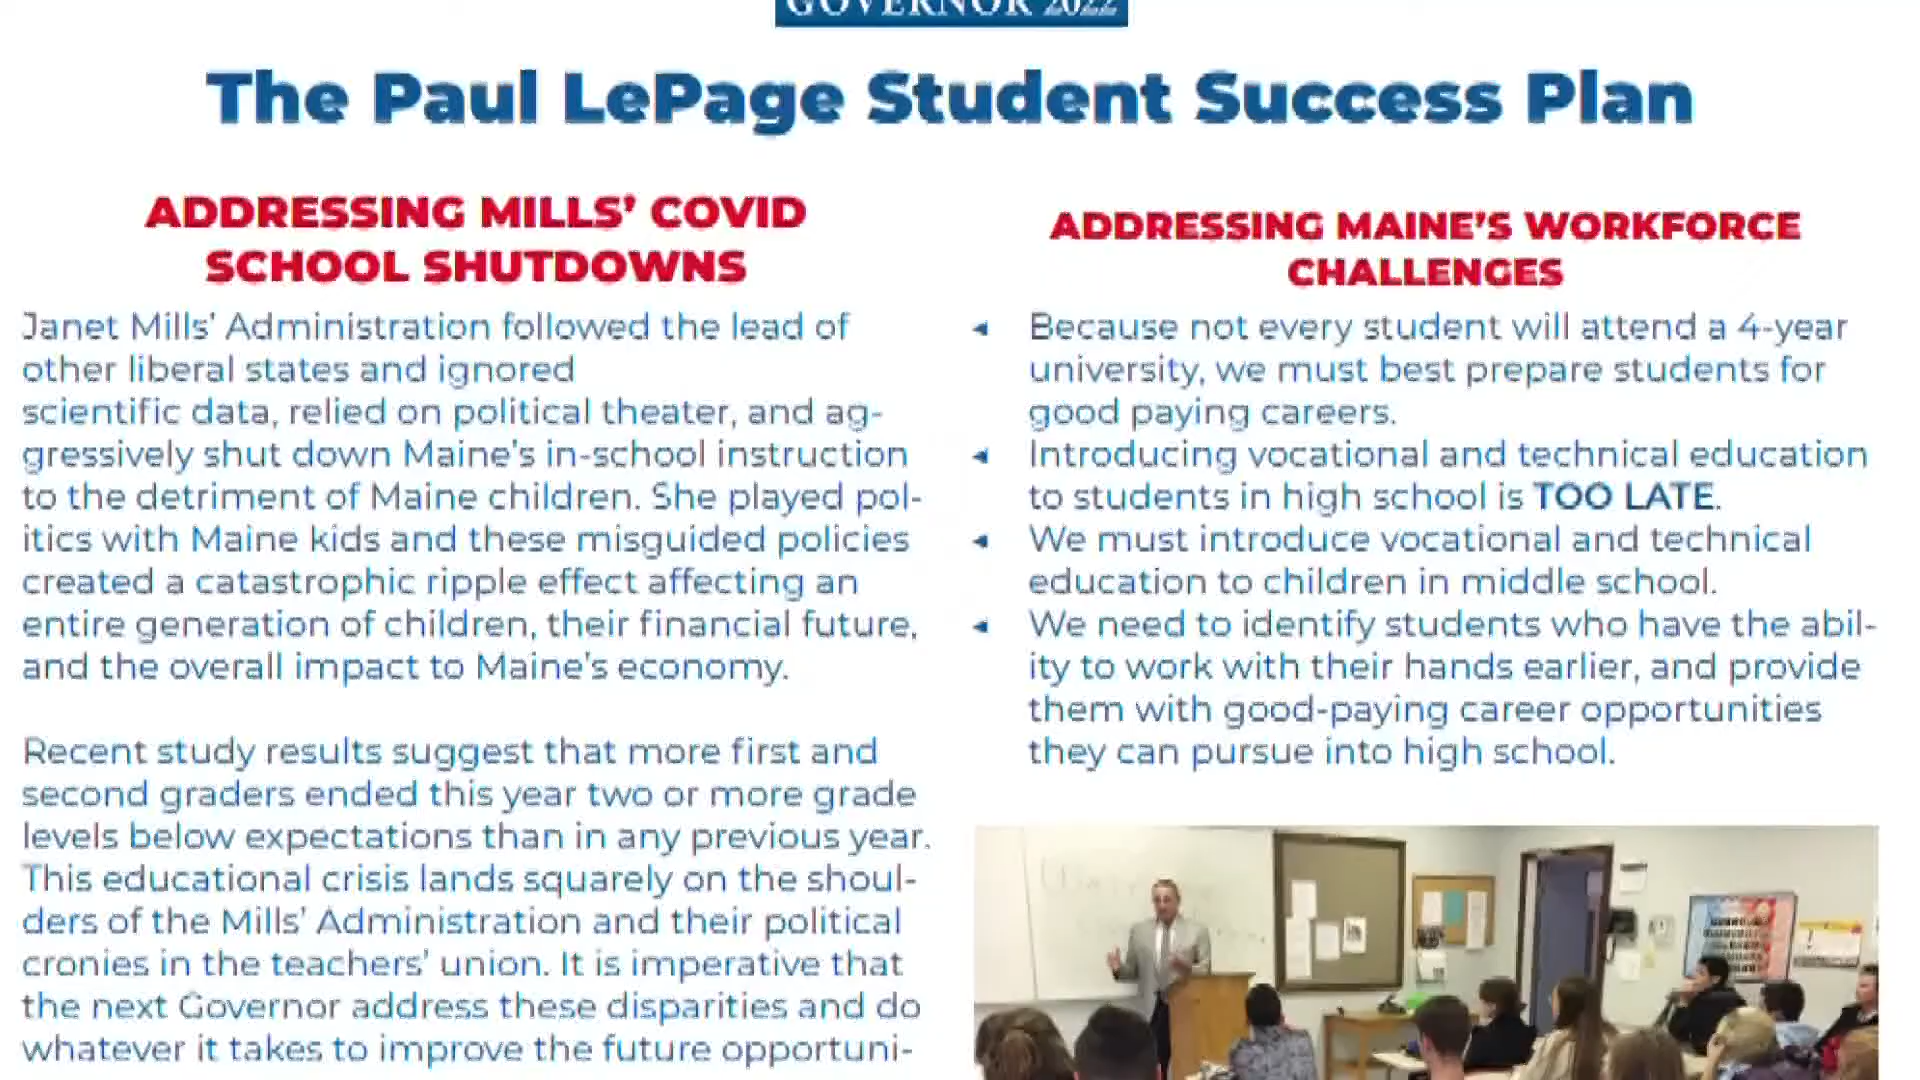 GOVERNOR 2022
The Paul LePage Student Success Plan
ADDRESSING MILLS' COVID
SCHOOL SHUTDOWNS
Janet Mills' Administration followed the lead of
other liberal states and ignored
scientific data, relied on political theater, and ag-
gressively shut down Maine's in-school instruction
to the detriment of Maine children. She played pol-
itics with Maine kids and these misguided policies
created a catastrophic ripple effect affecting an
entire generation of children, their financial future,
and the overall impact to Maine's economy.
Recent study results suggest that more first and
second graders ended this year two or more grade
levels below expectations than in any previous year.
This educational crisis lands squarely on the shoul-
ders of the Mills' Administration and their political
cronies in the teachers' union. It is imperative that
the next Governor address these disparities and do
whatever it takes to improve the future opportuni-
ADDRESSING MAINE'S WORKFORCE
CHALLENGES
Because not every student will attend a 4-year
university, we must best prepare students for
good paying careers.
Introducing vocational and technical education
to students in high school is TOO LATE.
We must introduce vocational and technical
education to children in middle school.
We need to identify students who have the abil-
ity to work with their hands earlier, and provide
them with good-paying career opportunities
they can pursue into high school.